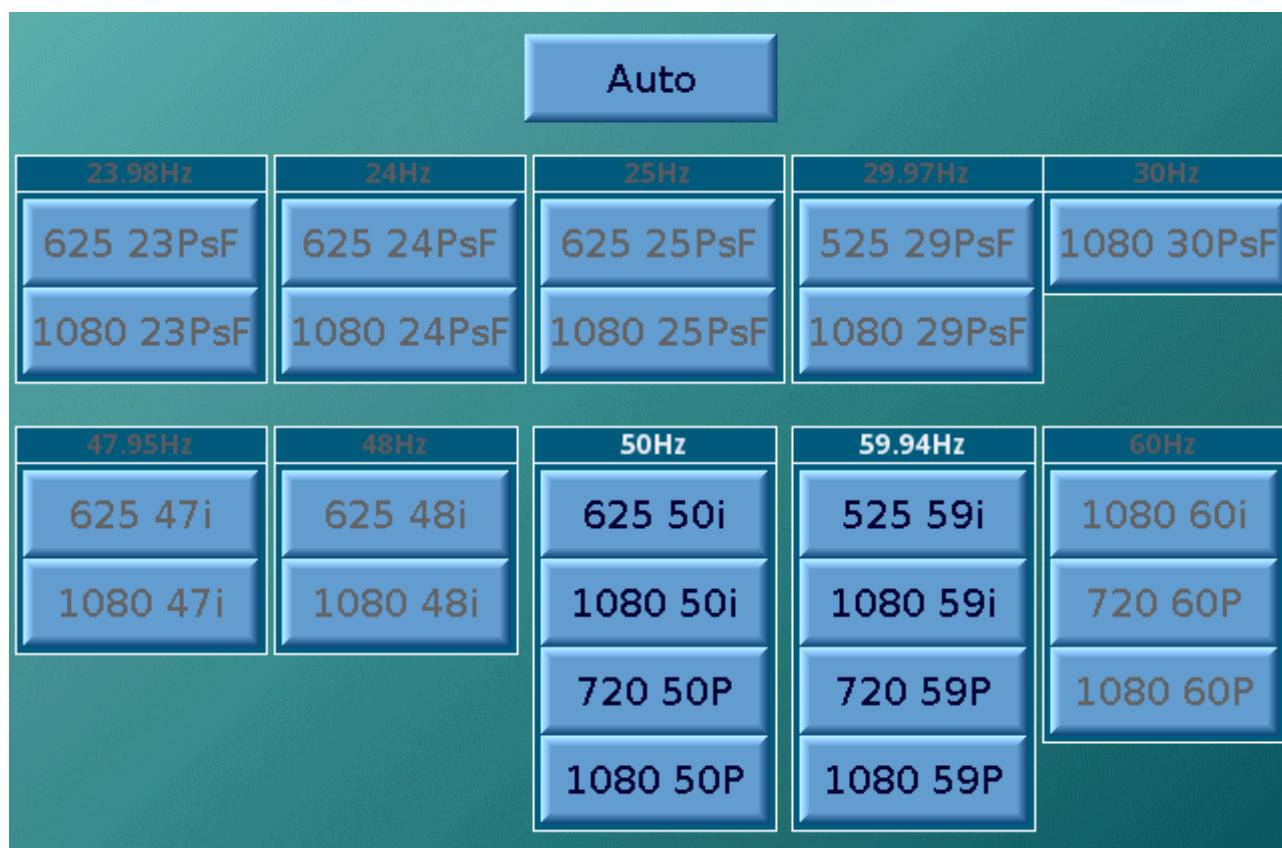 Auto
23.98Hz 24Hz 25Hz 29.97Hz 30Hz
625 23PsF 625 24PsF 625 25PsF 525 29PsF 1080 30PsF
1080 23PsF 1080 24PsF 1080 25PsF 1080 29PsF
47.95Hz 48Hz 50Hz 59.94Hz 60Hz
625 47i 625 48i 625 50i 525 59i 1080 60i
1080 47i 1080 48i 1080 50i 1080 59i 720 60P
720 50P 720 59P 1080 60P
1080 50P 1080 59P